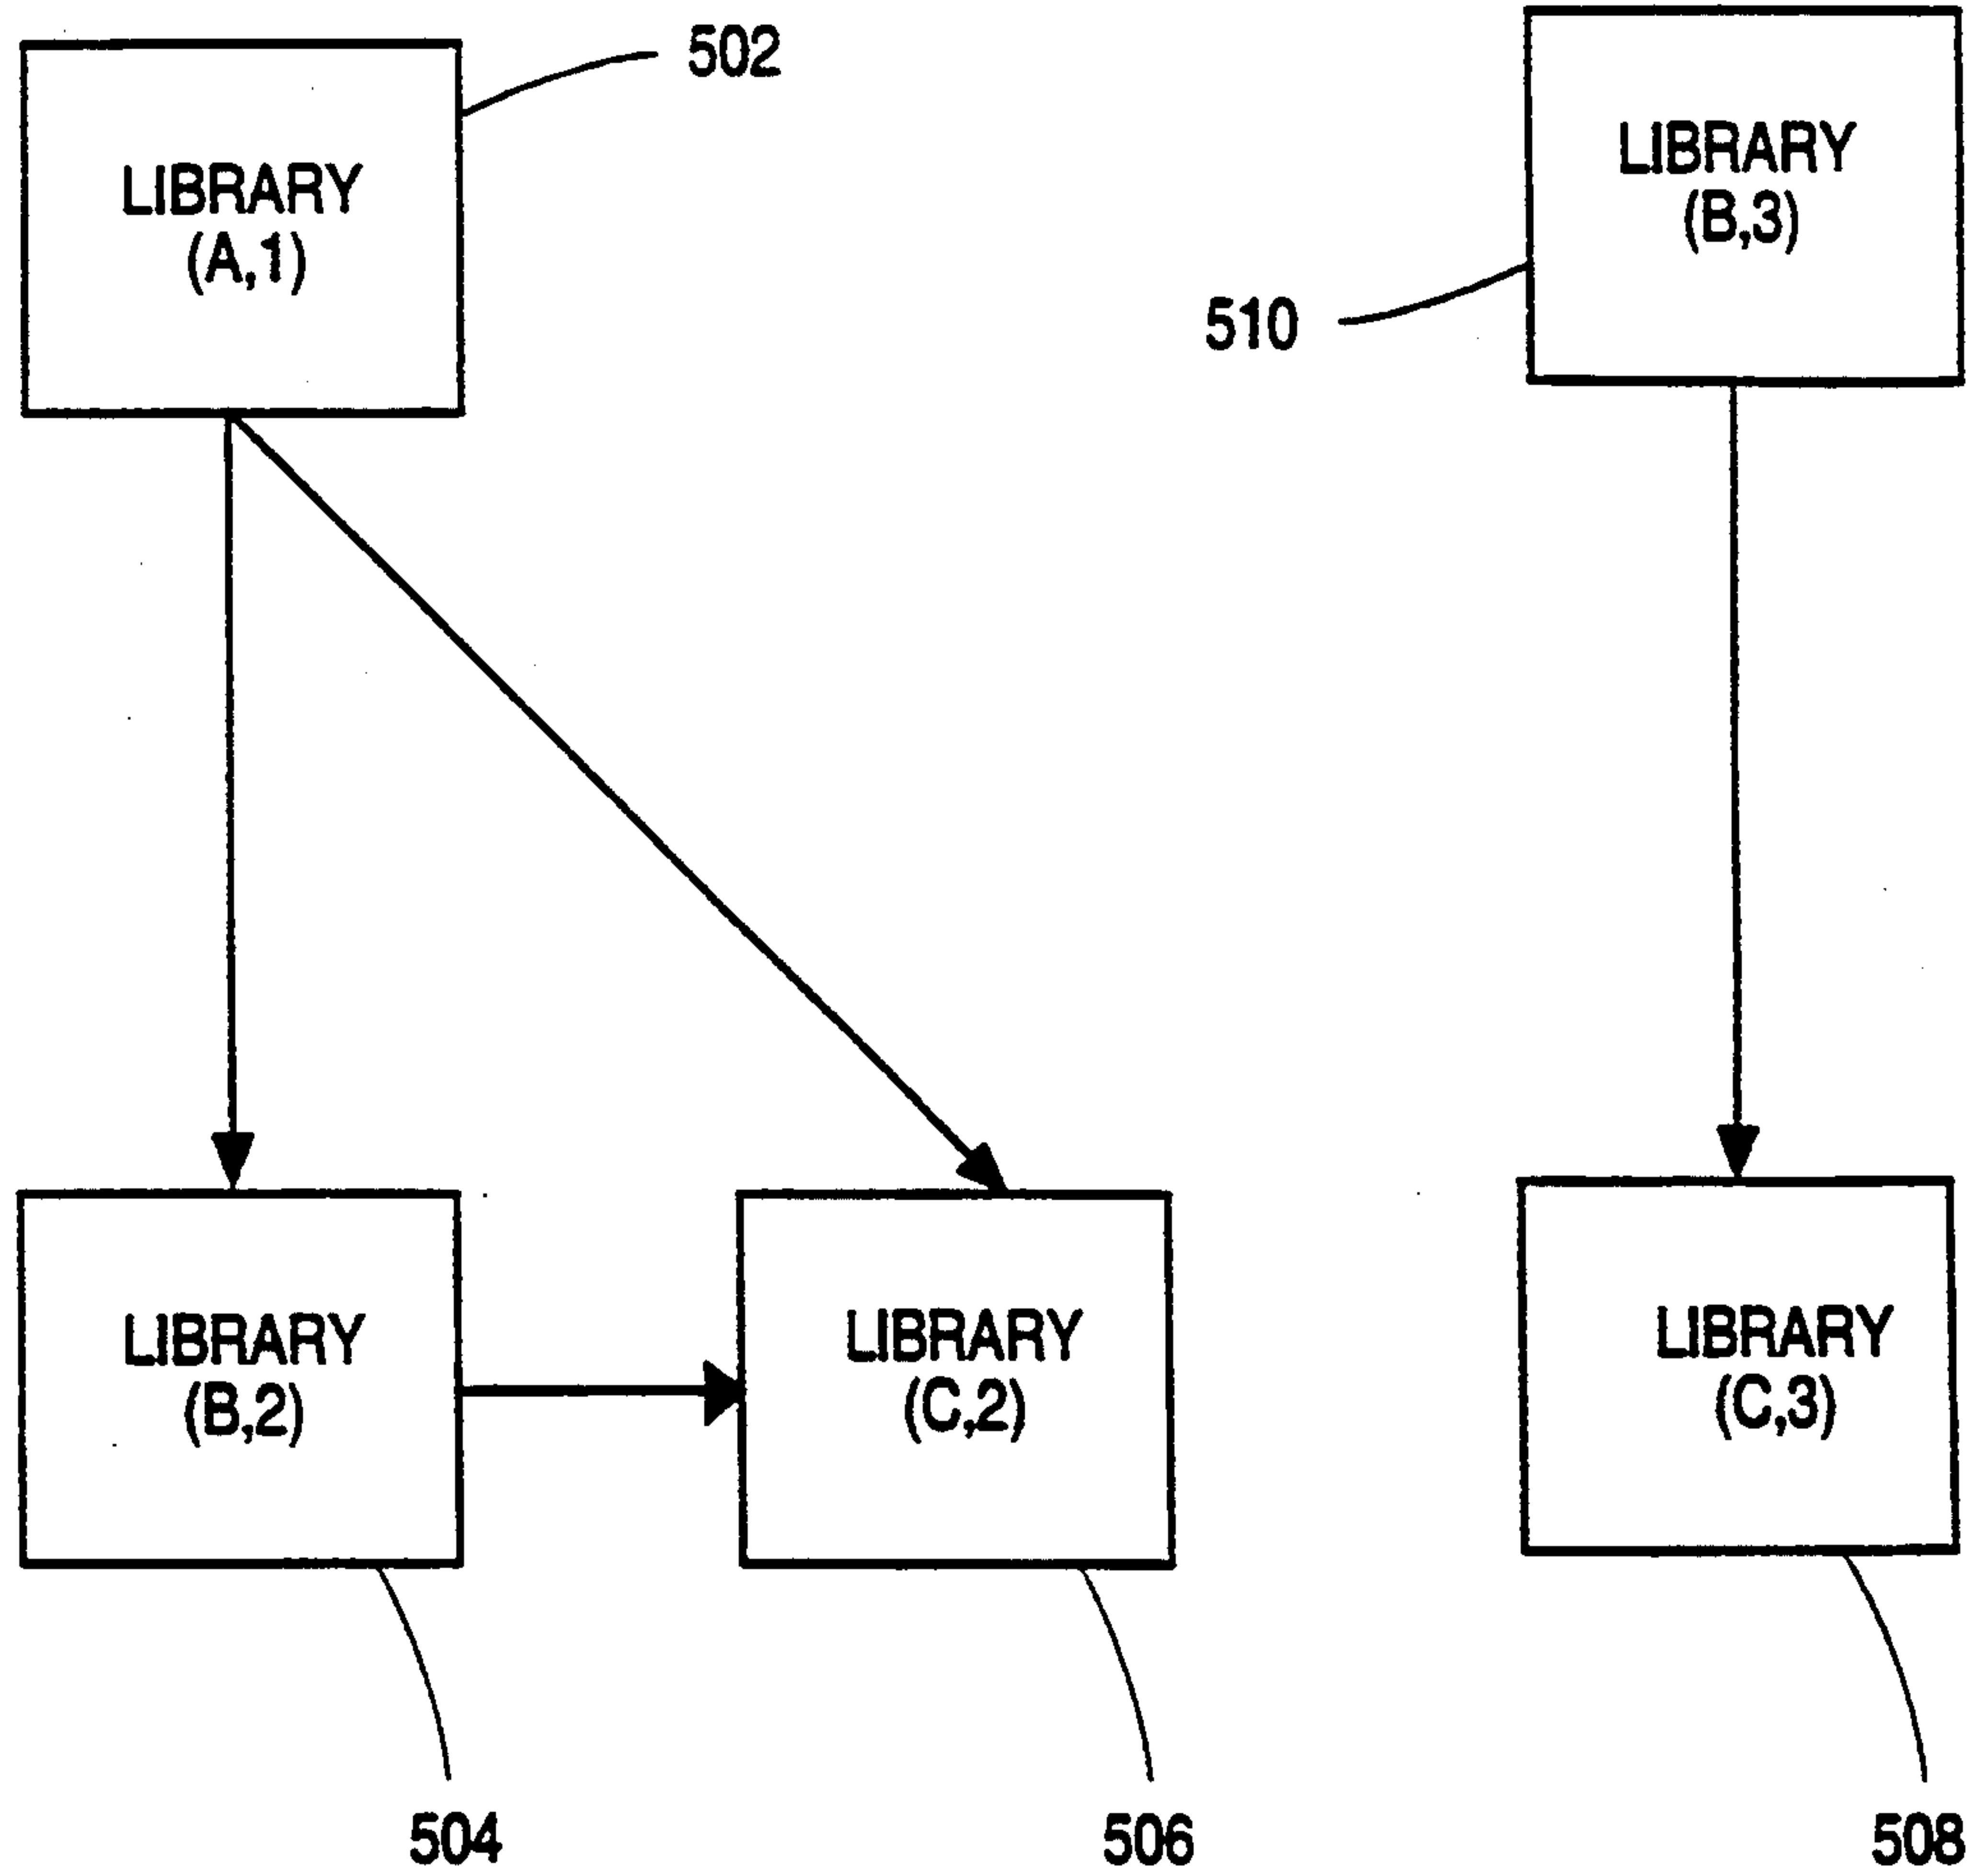 502
LIBRARY
(A,1)
LIBRARY
(B,3)
510
LIBRARY
(B,2)
LIBRARY
(C,2)
LIBRARY
(C,3)
504
506
508